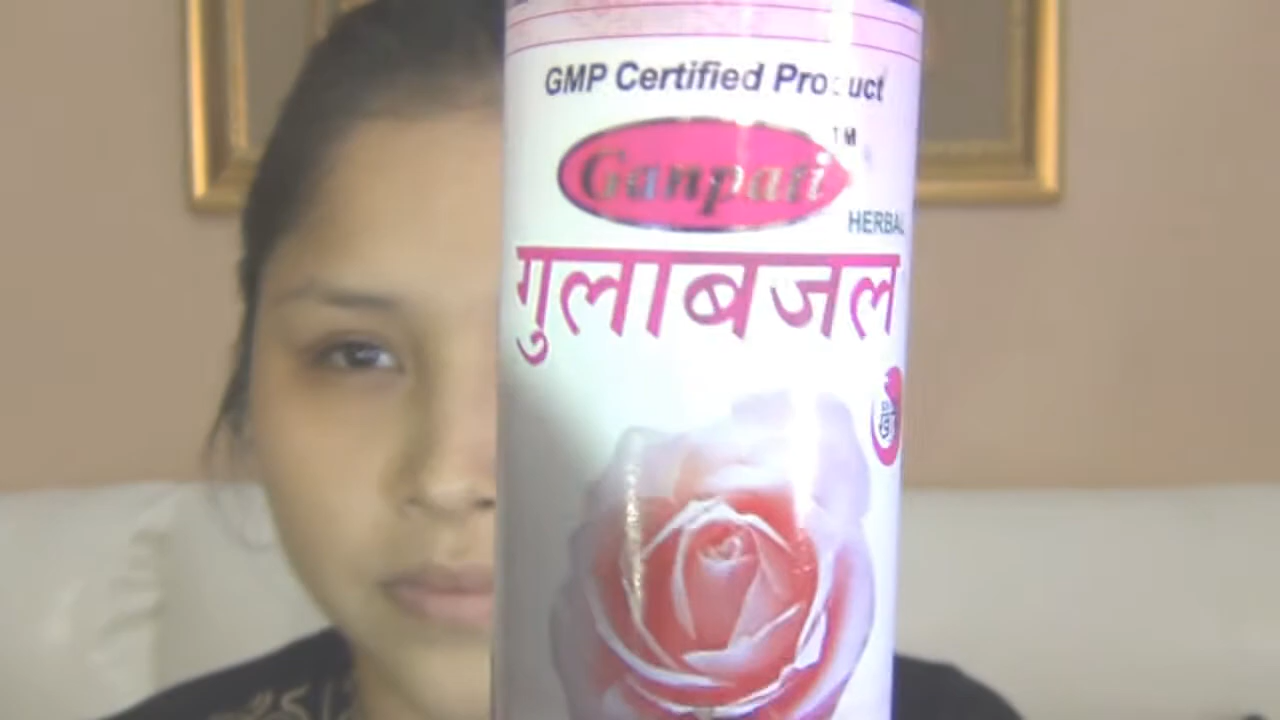 GMP Certified Product
Ganpati TM
HERBAL
गुलाबजल